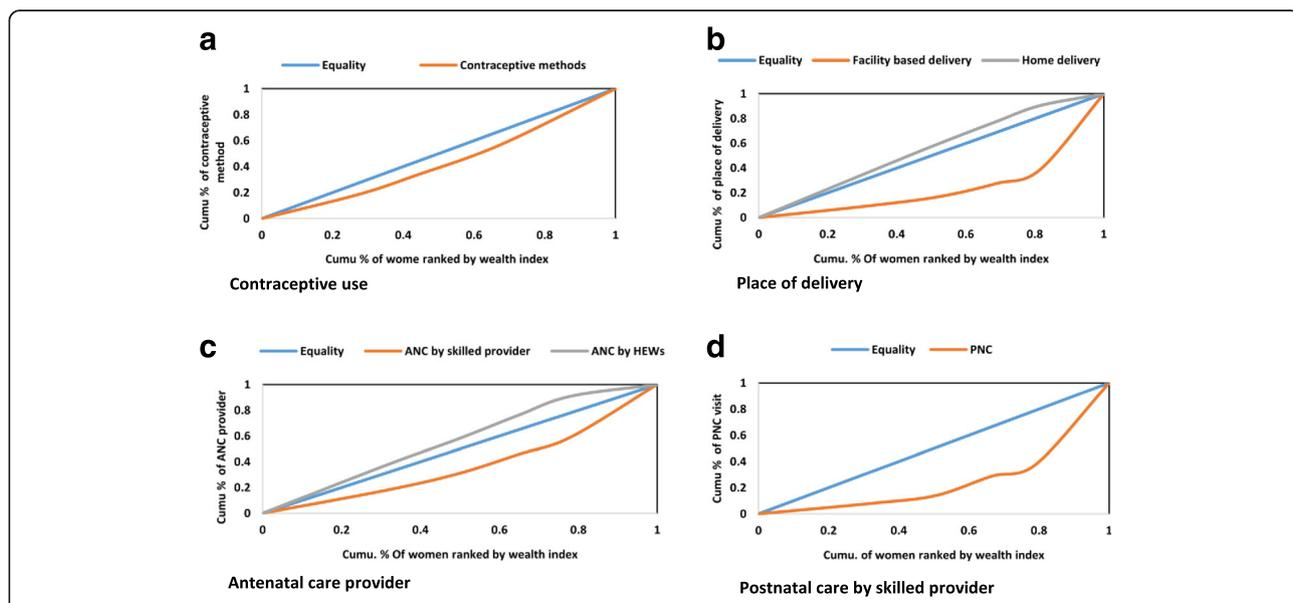 a
Equality Contraceptive methods
Cumu % of contraceptive
method
1
0.8
0.6
0.4
0.2
0
0 0.2 0.4 0.6 0.8 1
Cumu % of wome ranked by wealth index
Contraceptive use
b
Equality Facility based delivery Home delivery
Cumu % of place of delivery
1
0.8
0.6
0.4
0.2
0
0 0.2 0.4 0.6 0.8 1
Cumu. % Of women ranked by wealth index
Place of delivery
c
Equality ANC by skilled provider ANC by HEWs
Cumu % of ANC provider
1
0.8
0.6
0.4
0.2
0
0 0.2 0.4 0.6 0.8 1
Cumu. % Of women ranked by wealth index
Antenatal care provider
d
Equality PNC
Cumu % of PNC visit
1
0.8
0.6
0.4
0.2
0
0 0.2 0.4 0.6 0.8 1
Cumu. of women ranked by wealth index
Postnatal care by skilled provider